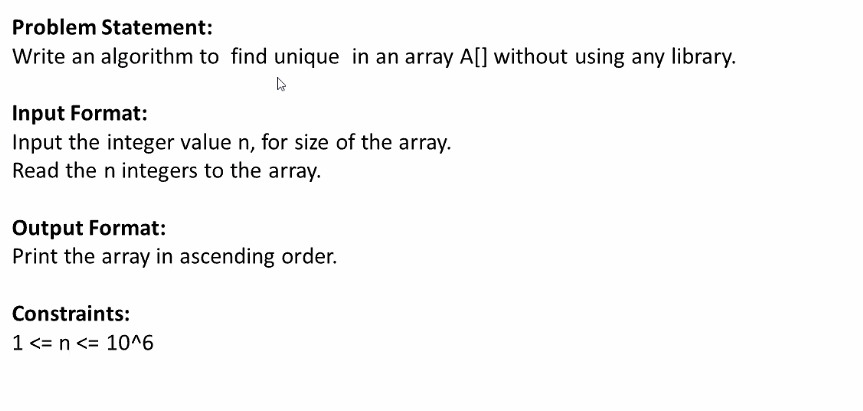 Problem Statement:
Write an algorithm to find unique in an array A[] without using any library.
Input Format:
Input the integer value n, for size of the array.
Read the n integers to the array.
Output Format:
Print the array in ascending order.
Constraints:
1 <= n <= 10^6